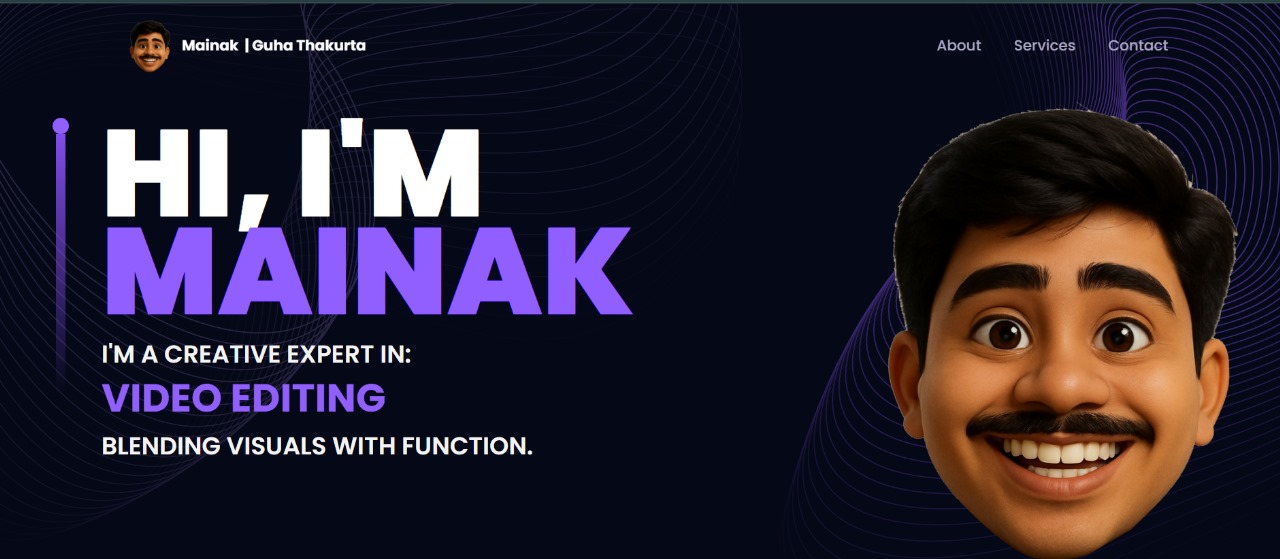 Mainak | Guha Thakurta
About Services Contact
HI, I'M
MAINAK
I'M A CREATIVE EXPERT IN:
VIDEO EDITING
BLENDING VISUALS WITH FUNCTION.